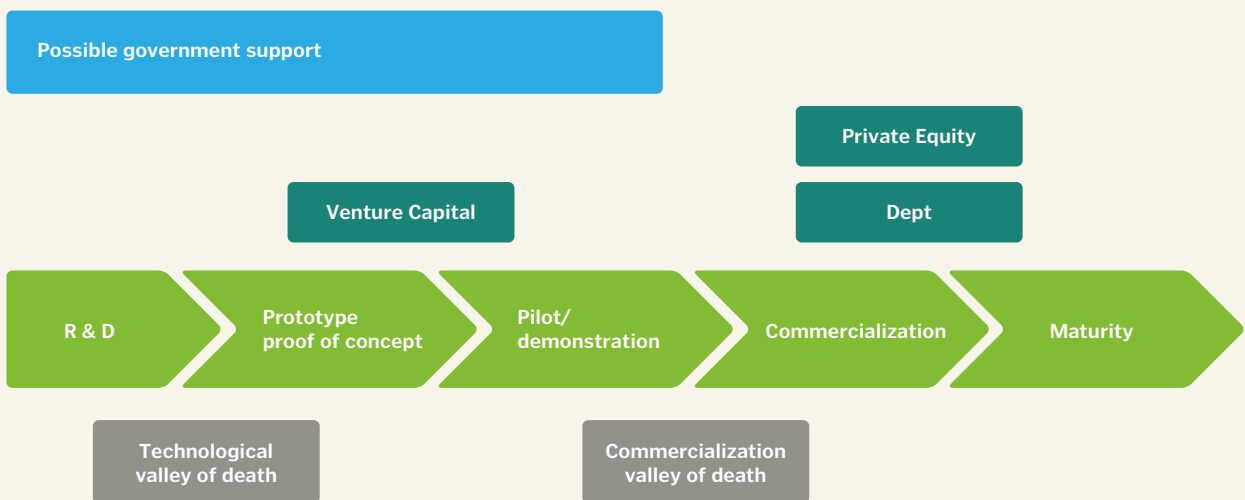 Possible government support
Private Equity
Venture Capital
Dept
R & D
Prototype
proof of concept
Pilot/
demonstration
Commercialization
Maturity
Technological
valley of death
Commercialization
valley of death